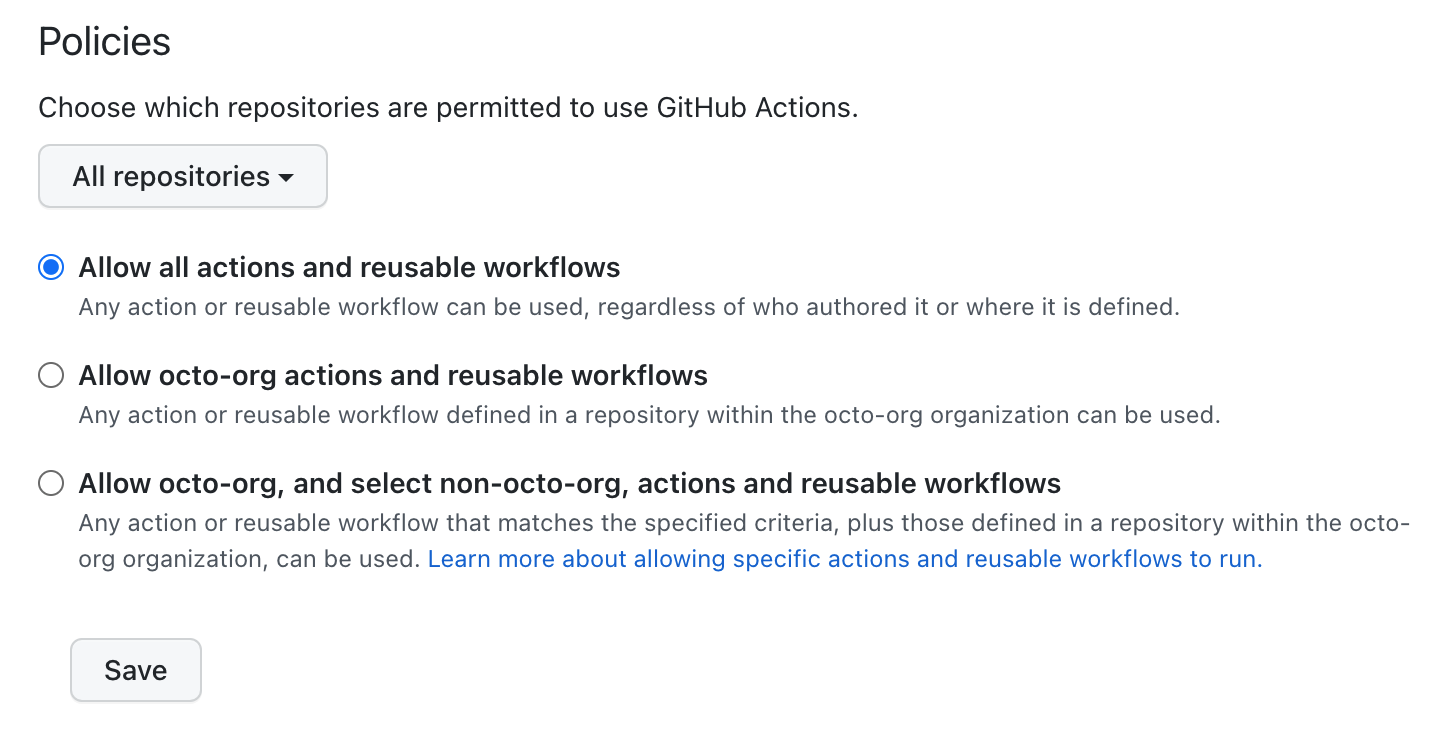 Policies
Choose which repositories are permitted to use GitHub Actions.
All repositories
Allow all actions and reusable workflows
Any action or reusable workflow can be used, regardless of who authored it or where it is defined.
Allow octo-org actions and reusable workflows
Any action or reusable workflow defined in a repository within the octo-org organization can be used.
Allow octo-org, and select non-octo-org, actions and reusable workflows
Any action or reusable workflow that matches the specified criteria, plus those defined in a repository within the octo-
org organization, can be used. Learn more about allowing specific actions and reusable workflows to run.
Save